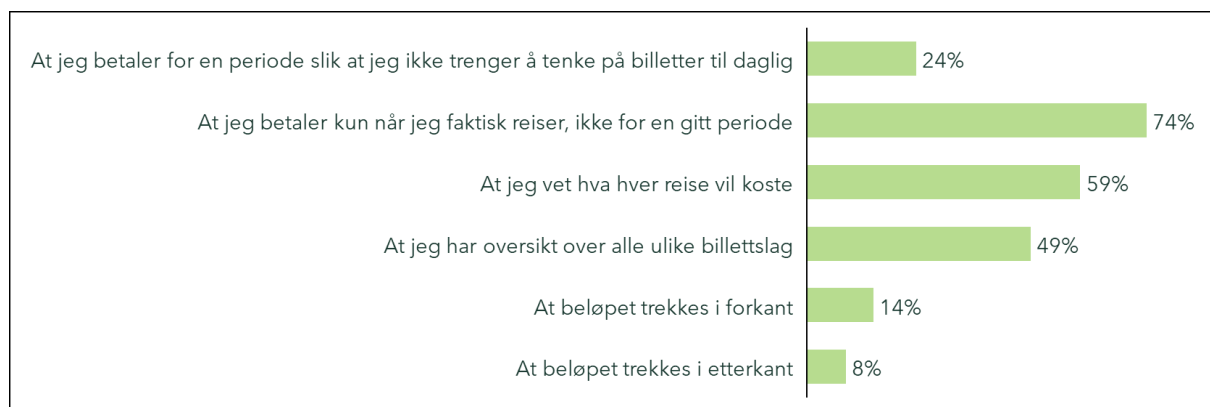 At jeg betaler for en periode slik at jeg ikke trenger å tenke på billetter til daglig 24%
At jeg betaler kun når jeg faktisk reiser, ikke for en gitt periode 74%
At jeg vet hva hver reise vil koste 59%
At jeg har oversikt over alle ulike billettslag 49%
At beløpet trekkes i forkant 14%
At beløpet trekkes i etterkant 8%